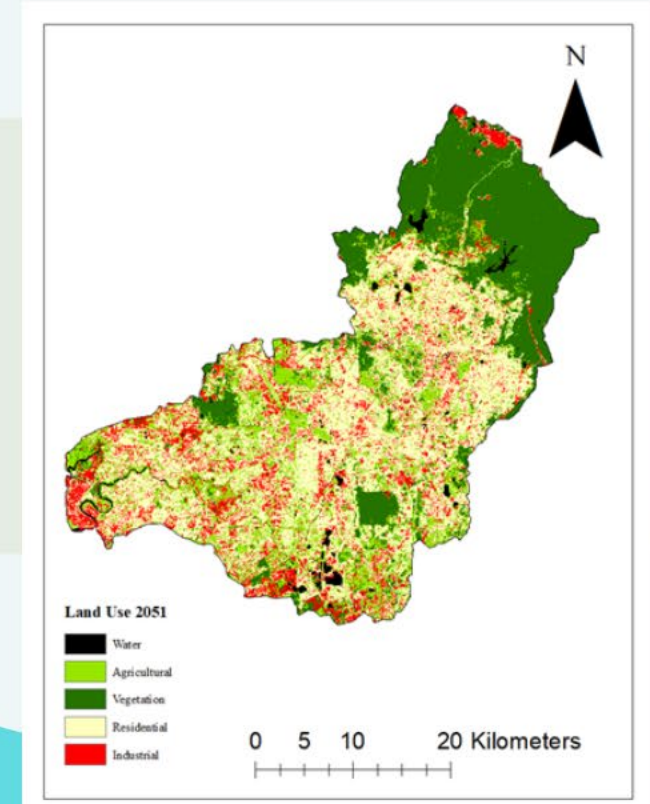 N
Land Use 2051
Water
Agricultural
Vegetation
Residential
Industrial
0 5 10 20 Kilometers